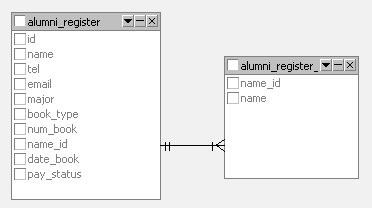 alumni_register
id
name
tel
email
major
book_type
num_book
name_id
date_book
pay_status
alumni_register_
name_id
name